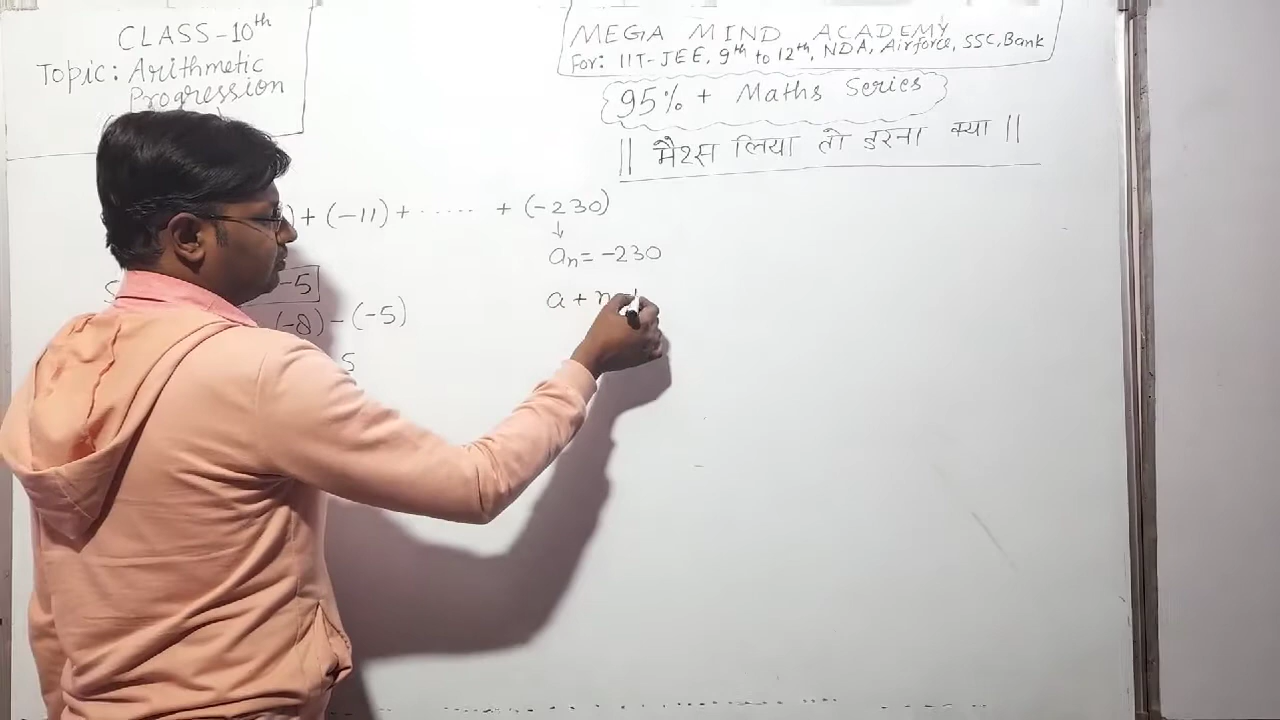 CLASS-10th
Topic: Arithmetic
Progression
MEGA MIND ACADEMY
For: IIT-JEE, 9th to 12th, NDA, Airforce, SSC, Bank
95% + Maths Series
|| मैथ्स लिया तो डरना क्या ||
) + (-11) + ...... + (-230)
↓
an = -230
-5
a + n
(-8) - (-5)
5